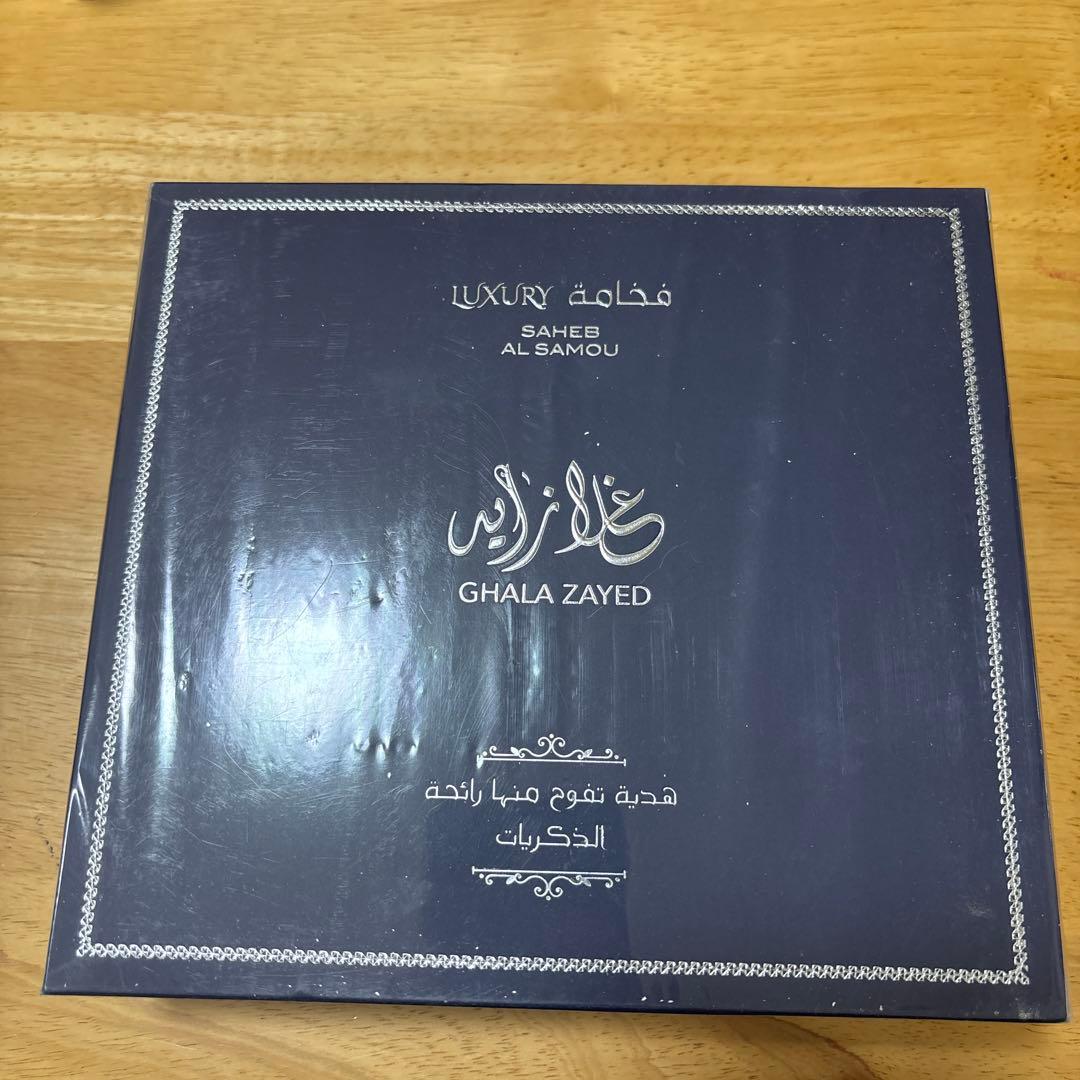 LUXURY فخامة
SAHEB
AL SAMOU
غلا زايد
GHALA ZAYED
هدية تفوح منها رائحة
الذكريات